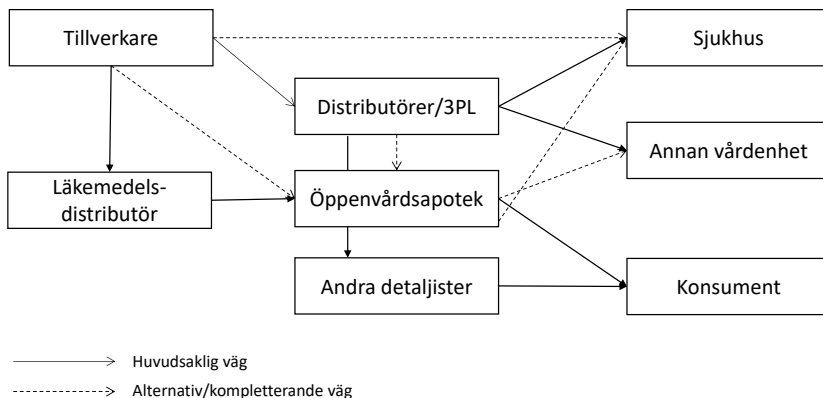 Tillverkare
Sjukhus
Distributörer/3PL
Annan vårdenhet
Läkemedels-
distributör
Öppenvårdsapotek
Andra detaljister
Konsument
Huvudsaklig väg
Alternativ/kompletterande väg